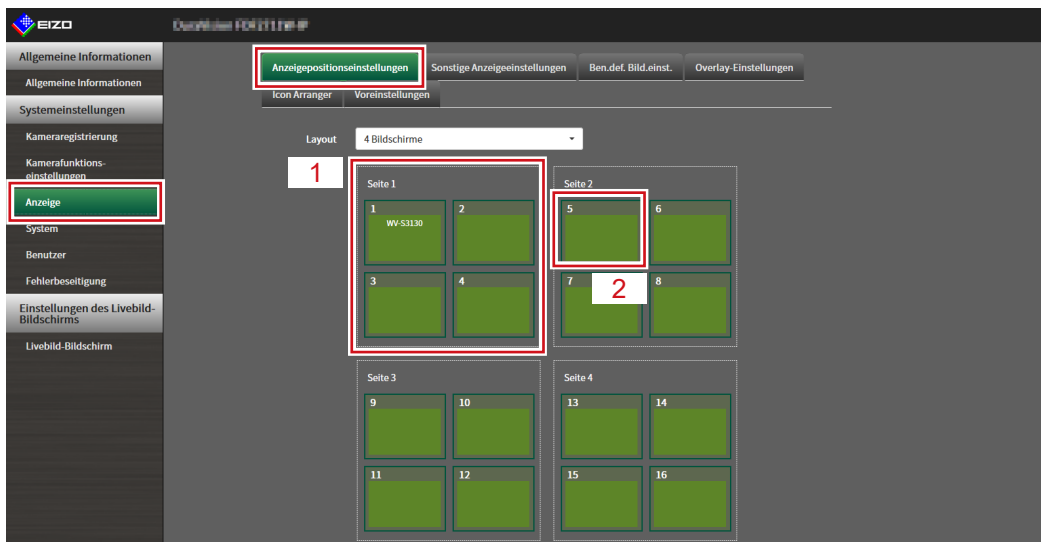 EIZO
Allgemeine Informationen
Allgemeine Informationen
Systemeinstellungen
Kameraregistrierung
Kamerafunktions-
einstellungen
Anzeige
System
Benutzer
Fehlerbeseitigung
Einstellungen des Livebild-
Bildschirms
Livebild-Bildschirm
Anzeigepositionseinstellungen Sonstige Anzeigeeinstellungen Ben.def. Bild.einst. Overlay-Einstellungen
Icon Arranger Voreinstellungen
Layout 4 Bildschirme
1
Seite 1
1 2
WV-S3130
3 4
Seite 2
5 6
2
7 8
Seite 3
9 10
11 12
Seite 4
13 14
15 16